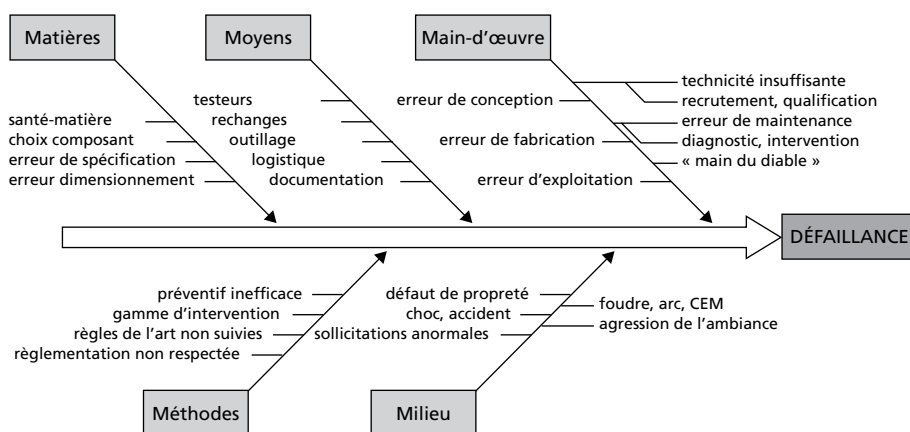 Matières
Moyens
Main-d'œuvre
santé-matière
choix composant
erreur de spécification
erreur dimensionnement
testeurs
rechanges
outillage
logistique
documentation
erreur de conception
erreur de fabrication
erreur d'exploitation
technicité insuffisante
recrutement, qualification
erreur de maintenance
diagnostic, intervention
« main du diable »
DÉFAILLANCE
préventif inefficace
gamme d'intervention
règles de l'art non suivies
règlementation non respectée
défaut de propreté
choc, accident
sollicitations anormales
foudre, arc, CEM
agression de l'ambiance
Méthodes
Milieu